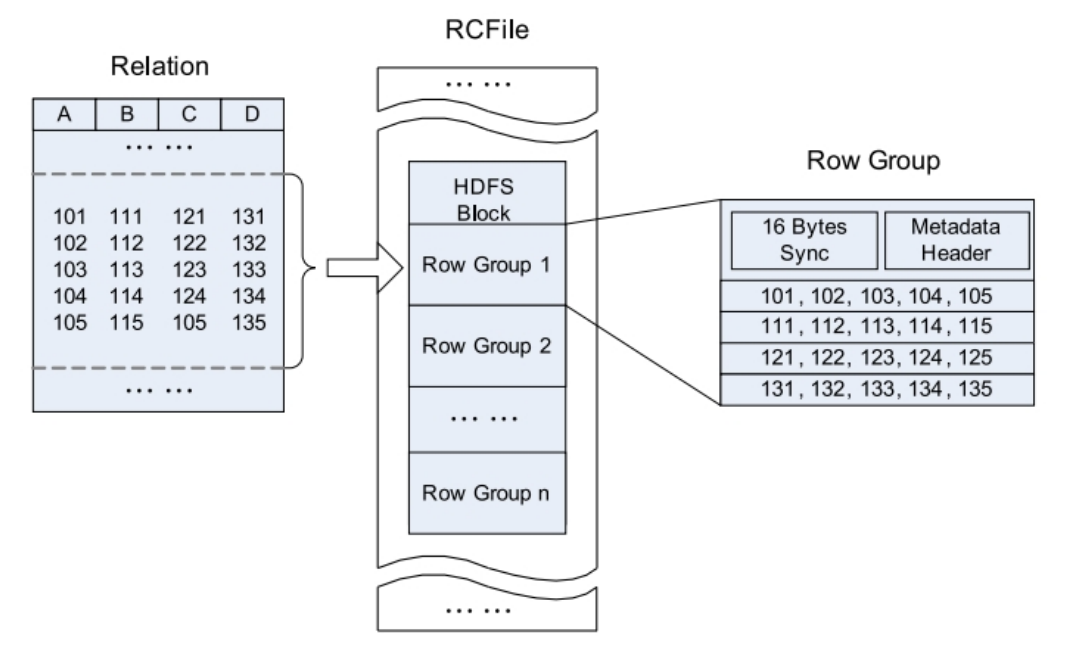 RCFile
Relation
A B C D
... ...
101 111 121 131
102 112 122 132
103 113 123 133
104 114 124 134
105 115 105 135
... ...
... ...
HDFS
Block
Row Group 1
Row Group 2
... ...
Row Group n
... ...
Row Group
16 Bytes
Sync
Metadata
Header
101, 102, 103, 104, 105
111, 112, 113, 114, 115
121, 122, 123, 124, 125
131, 132, 133, 134, 135